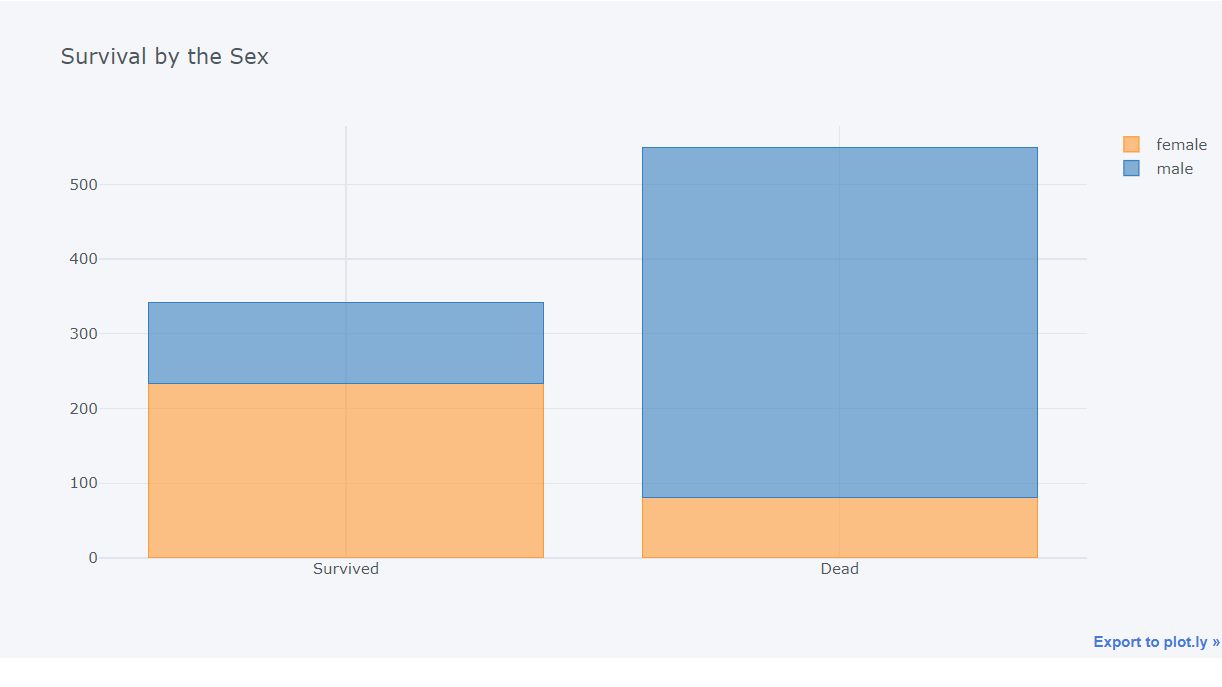 Survival by the Sex
female
male
500
400
300
200
100
0
Survived
Dead
Export to plot.ly »